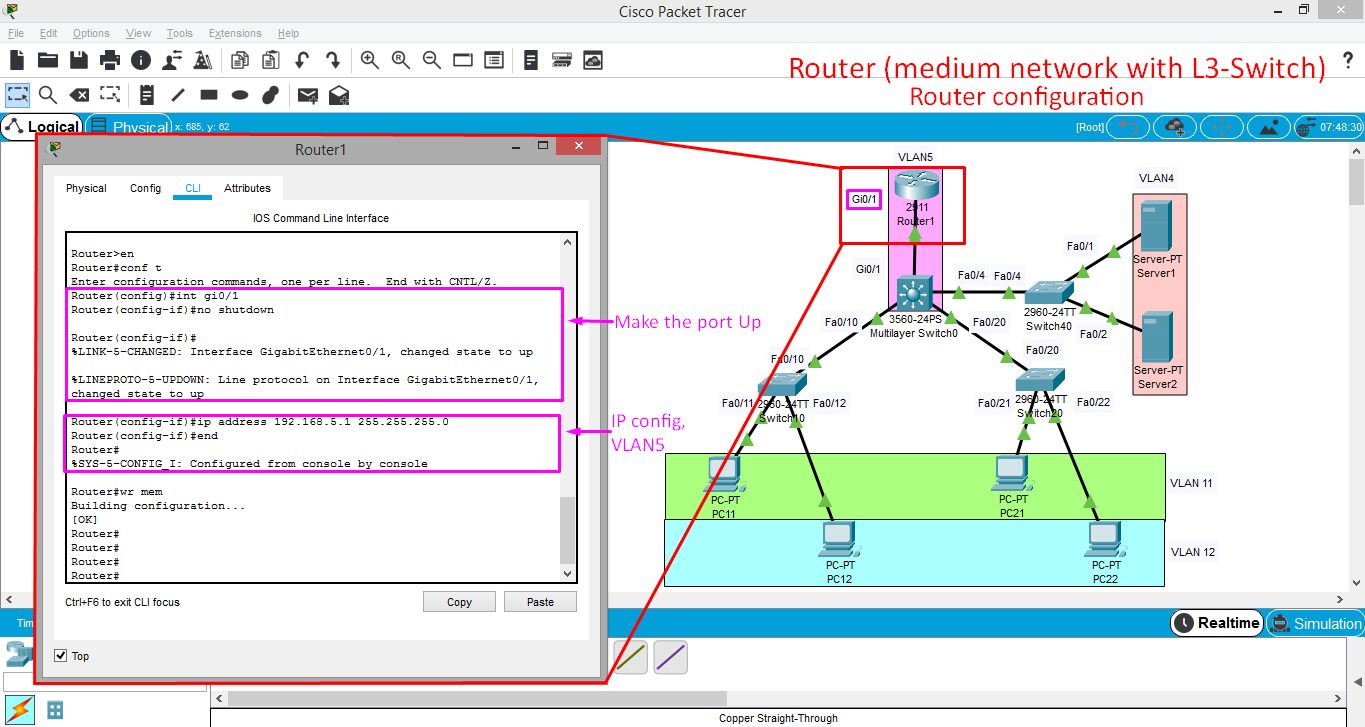 Cisco Packet Tracer
File Edit Options View Tools Extensions Help
Router (medium network with L3-Switch)
Router configuration
Logical Physical x: 685, y: 62
[Root] 07:48:30
Router1
Physical Config CLI Attributes
IOS Command Line Interface
Router>en
Router#conf t
Enter configuration commands, one per line. End with CNTL/Z.
Router(config)#int gi0/1
Router(config-if)#no shutdown
Router(config-if)#
%LINK-5-CHANGED: Interface GigabitEthernet0/1, changed state to up
%LINEPROTO-5-UPDOWN: Line protocol on Interface GigabitEthernet0/1,
changed state to up
Router(config-if)#ip address 192.168.5.1 255.255.255.0
Router(config-if)#end
Router#
%SYS-5-CONFIG_I: Configured from console by console
Router#wr mem
Building configuration...
[OK]
Router#
Router#
Router#
Router#
Ctrl+F6 to exit CLI focus
Copy Paste
Top
Make the port Up
IP config,
VLAN5
VLAN5
Gi0/1
2911
Router1
VLAN4
Gi0/1
Fa0/4 Fa0/4
Fa0/1
Server-PT
Server1
3560-24PS
Multilayer Switch0
2960-24TT
Switch40
Fa0/2
Fa0/10
Fa0/20
Server-PT
Server2
Fa0/10
Fa0/20
Fa0/11
2960-24TT
Switch10
Fa0/12
Fa0/21
2960-24TT
Switch20
Fa0/22
PC-PT
PC11
PC-PT
PC21
VLAN 11
PC-PT
PC12
PC-PT
PC22
VLAN 12
Tim
Realtime Simulation
Copper Straight-Through